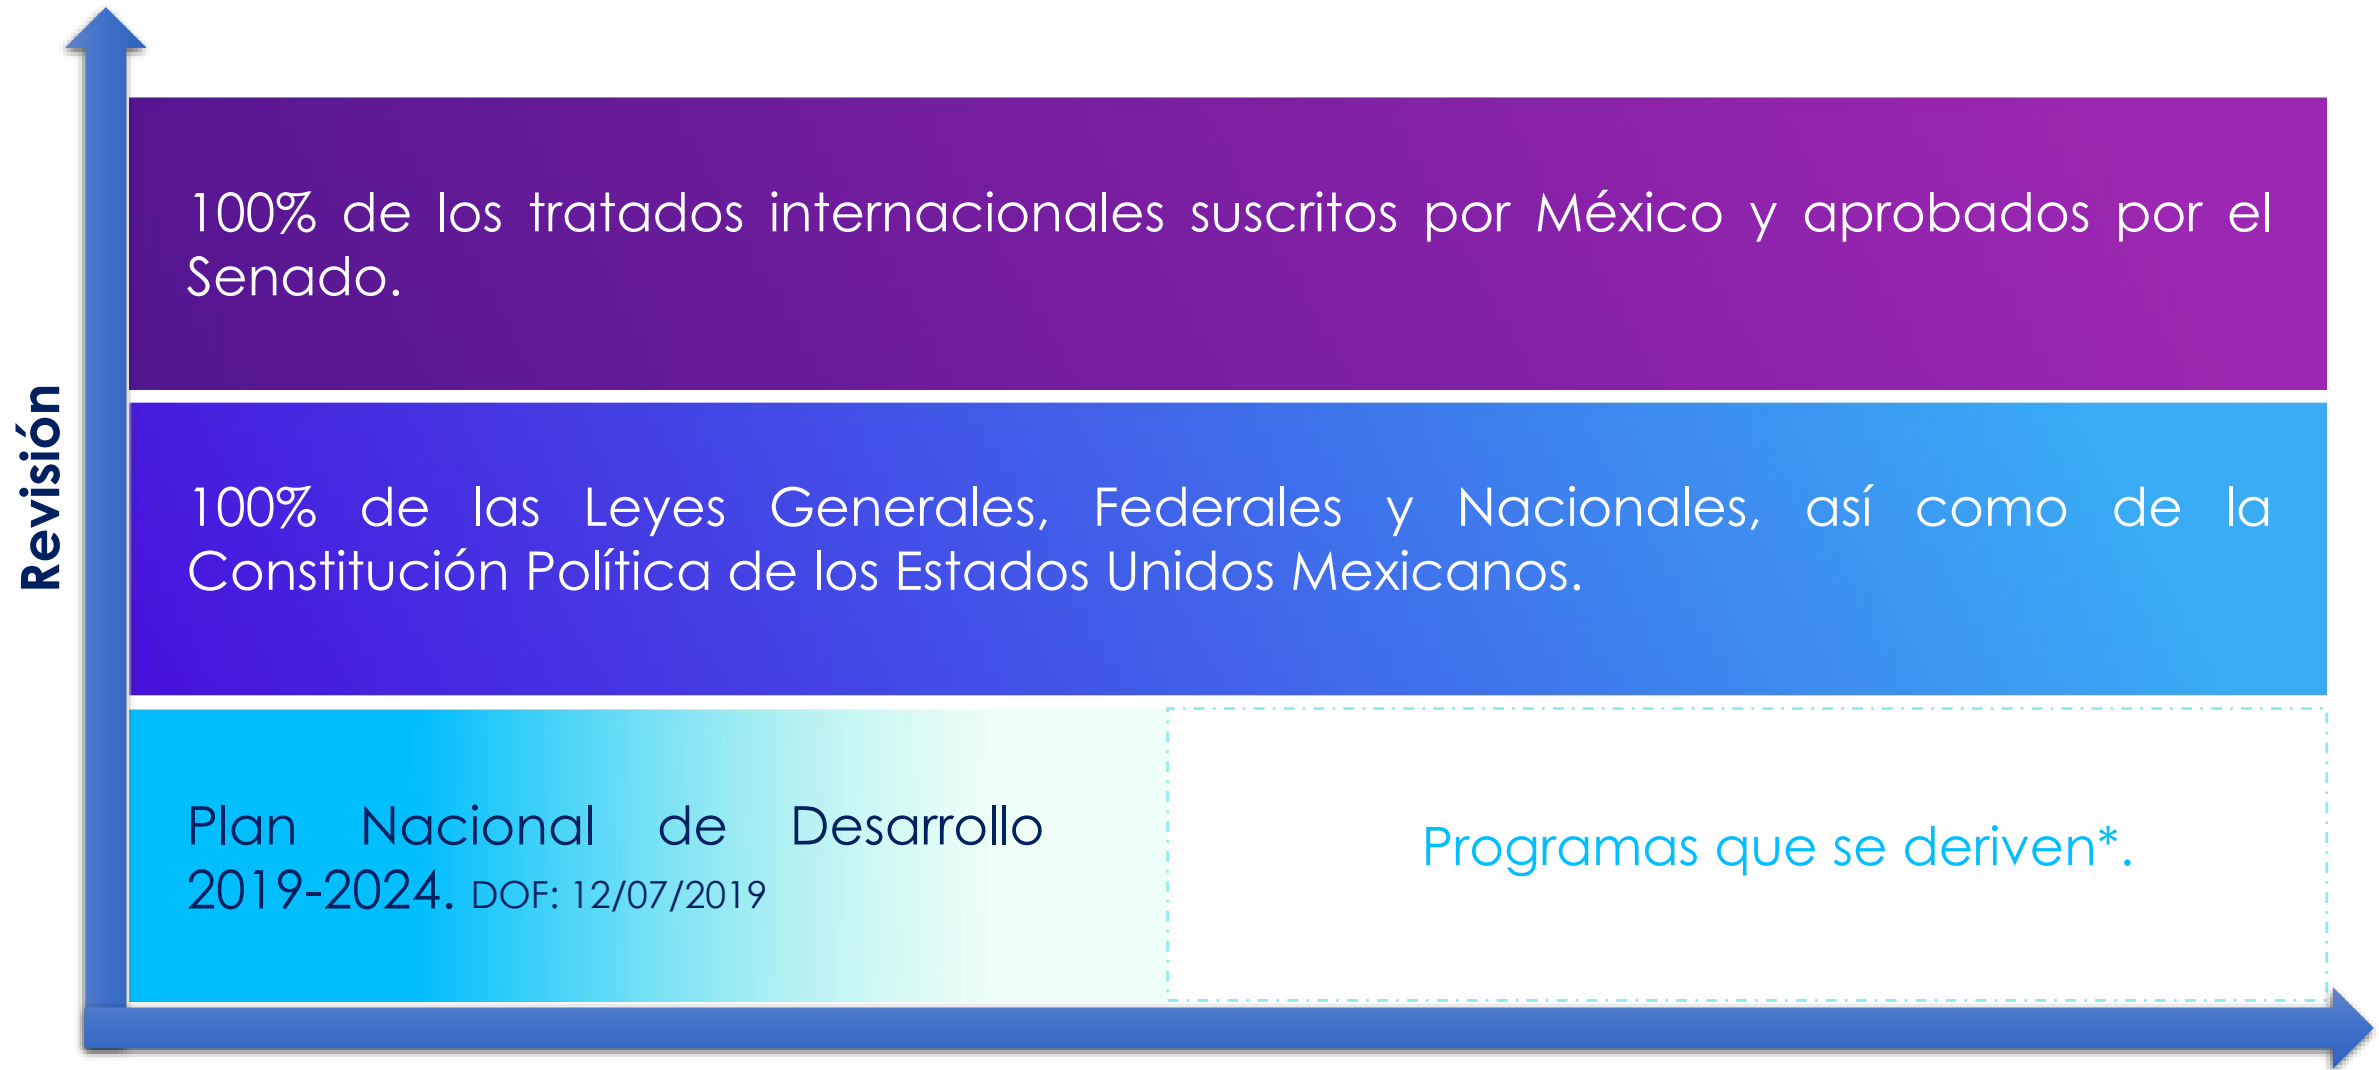 Revisión
100% de los tratados internacionales suscritos por México y aprobados por el
Senado.
100% de las Leyes Generales, Federales y Nacionales, así como de la
Constitución Política de los Estados Unidos Mexicanos.
Plan Nacional de Desarrollo
2019-2024. DOF: 12/07/2019
Programas que se deriven*.